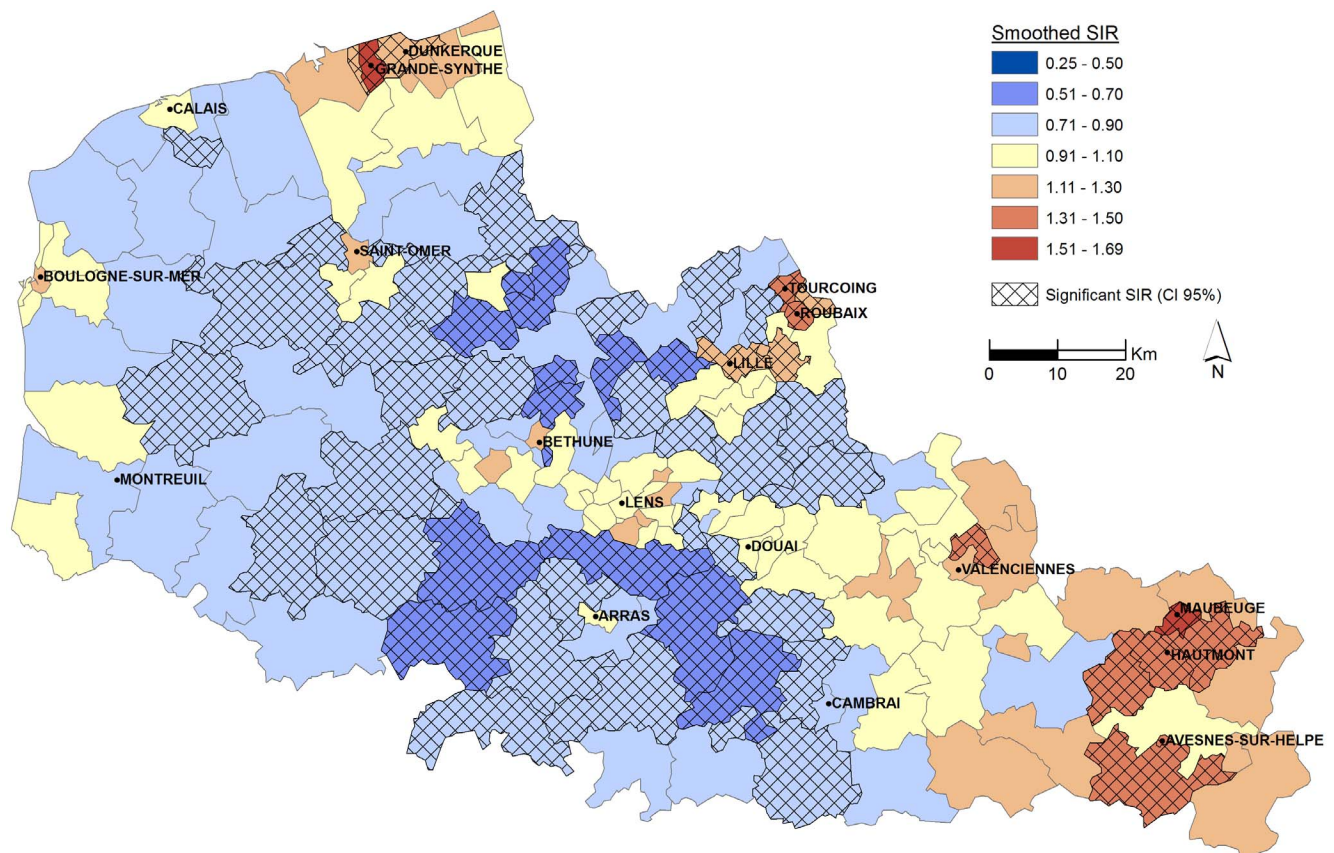 Smoothed SIR
0.25 - 0.50
0.51 - 0.70
0.71 - 0.90
0.91 - 1.10
1.11 - 1.30
1.31 - 1.50
1.51 - 1.69
Significant SIR (CI 95%)
Km
0 10 20
N
DUNKERQUE
GRANDE-SYNTHE
CALAIS
SAINT-OMER
BOULOGNE-SUR-MER
TOURCOING
ROUBAIX
LILLE
BETHUNE
MONTREUIL
LENS
DOUAI
VALENCIENNES
ARRAS
MAUBEUGE
HAUTMONT
CAMBRAI
AVESNES-SUR-HELPE